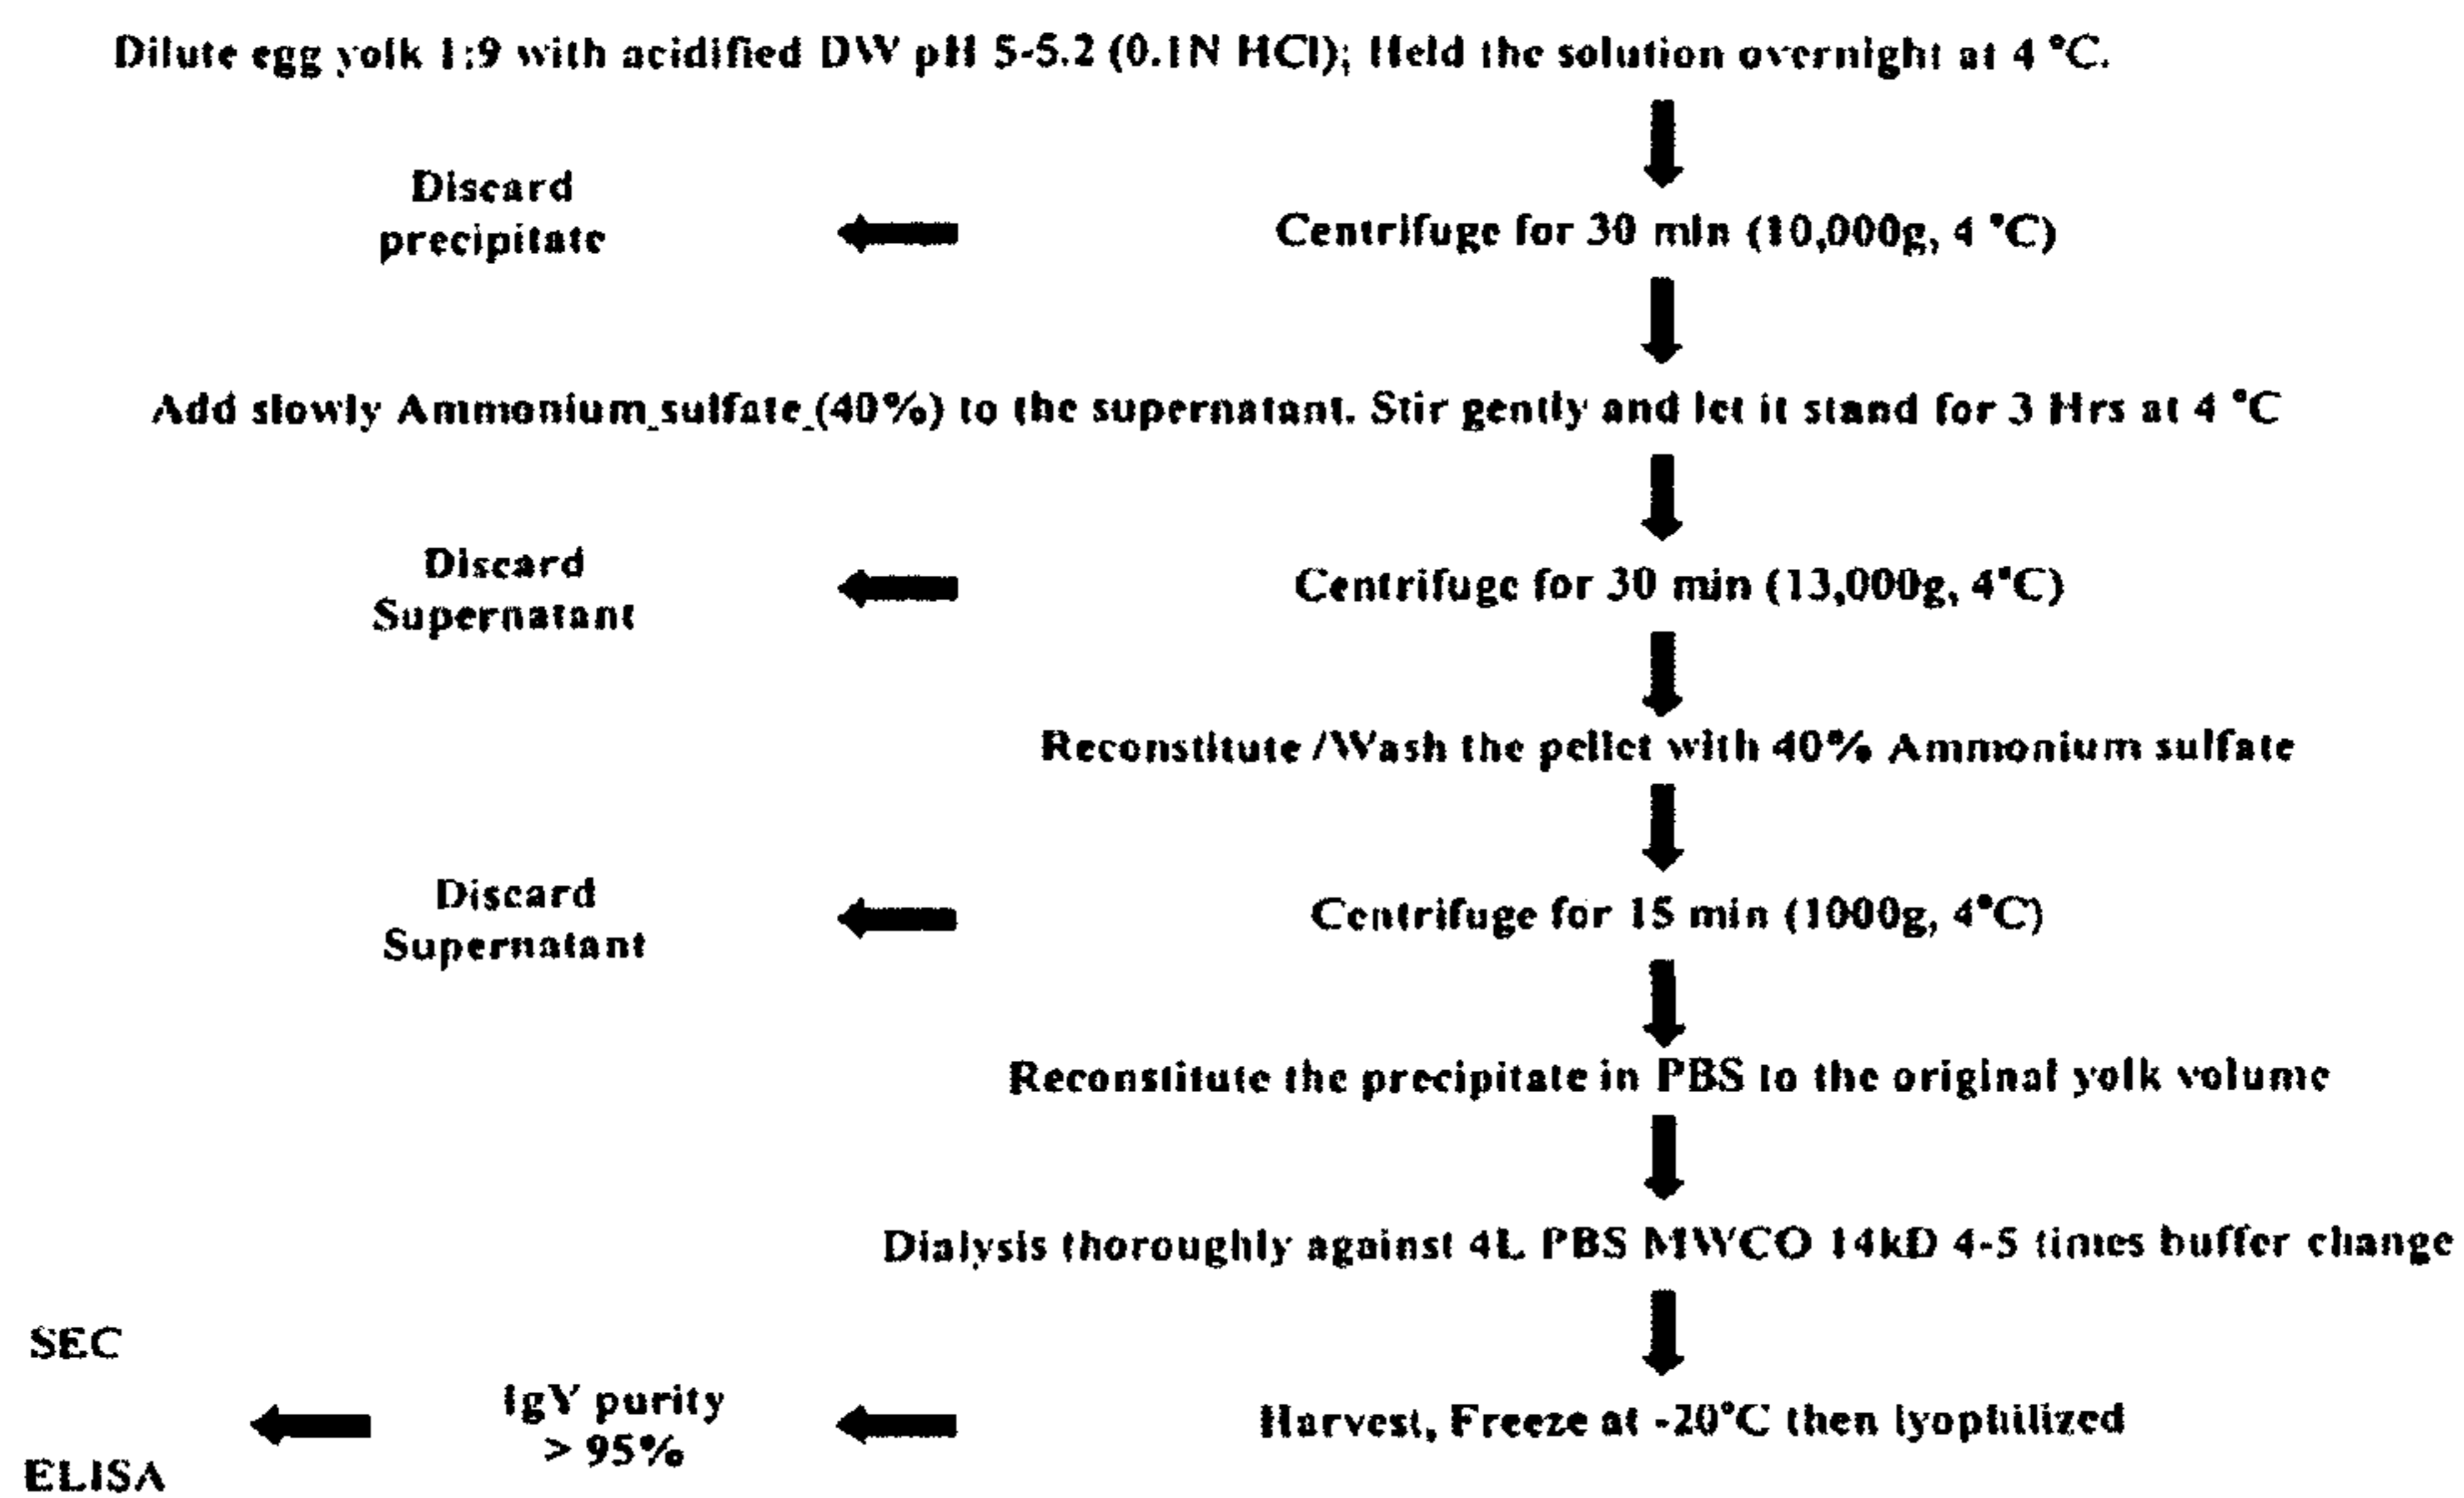 Dilute egg yolk 1:9 with acidified DW pH 5-5.2 (0.1N HCl); Held the solution overnight at 4 °C.
Discard
precipitate
Centrifuge for 30 min (10,000g, 4 °C)
Add slowly Ammonium sulfate (40%) to the supernatant. Stir gently and let it stand for 3 Hrs at 4 °C
Discard
Supernatant
Centrifuge for 30 min (13,000g, 4°C)
Reconstitute /Wash the pellet with 40% Ammonium sulfate
Discard
Supernatant
Centrifuge for 15 min (1000g, 4°C)
Reconstitute the precipitate in PBS to the original yolk volume
Dialysis thoroughly against 4L PBS MWCO 14kD 4-5 times buffer change
Harvest, Freeze at -20°C then lyophilized
IgY purity
> 95%
SEC
ELISA